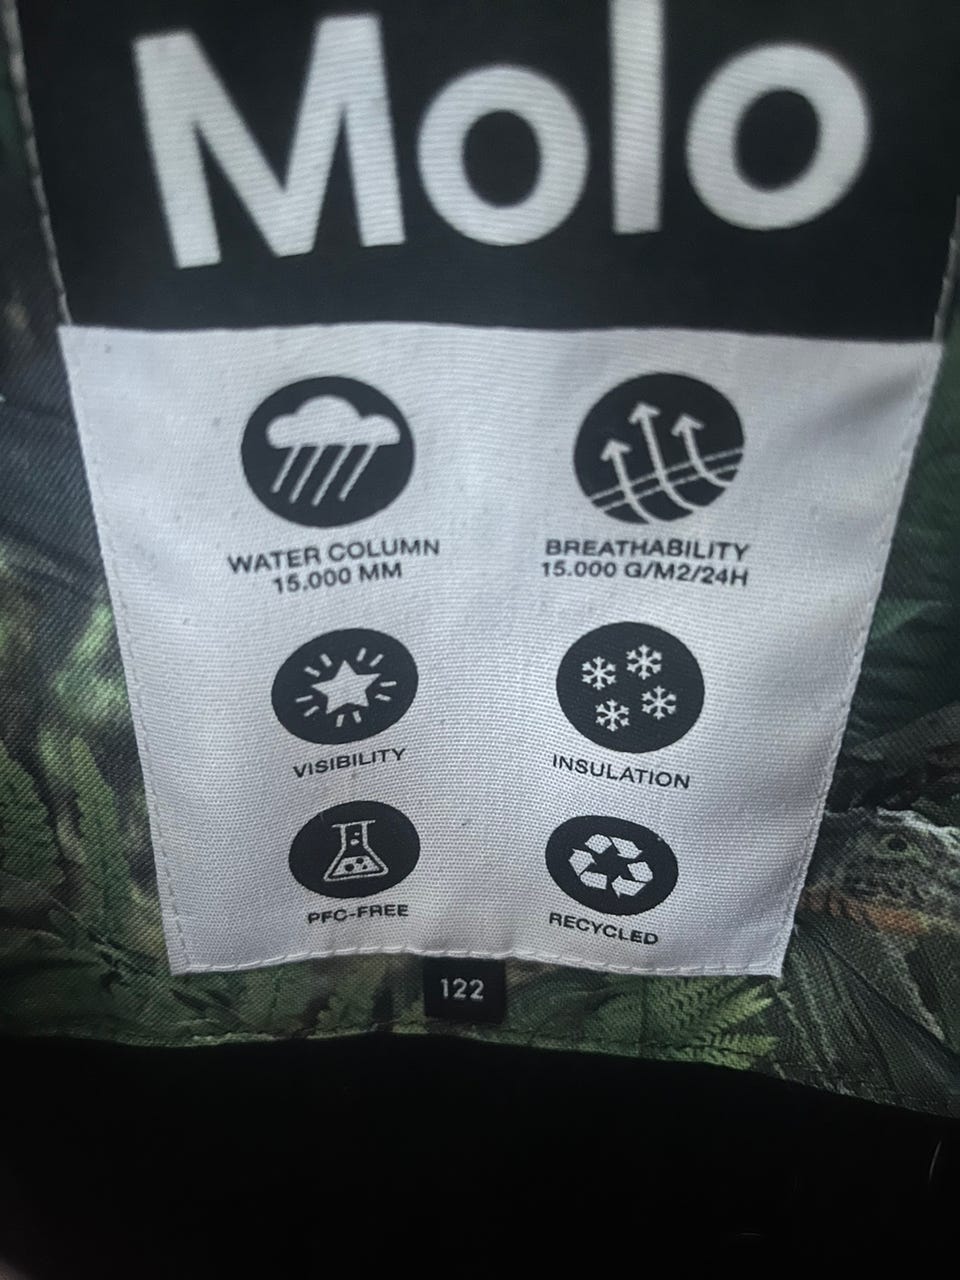 Molo
WATER COLUMN
15.000 MM
BREATHABILITY
15.000 G/M2/24H
VISIBILITY
INSULATION
PFC-FREE
RECYCLED
122